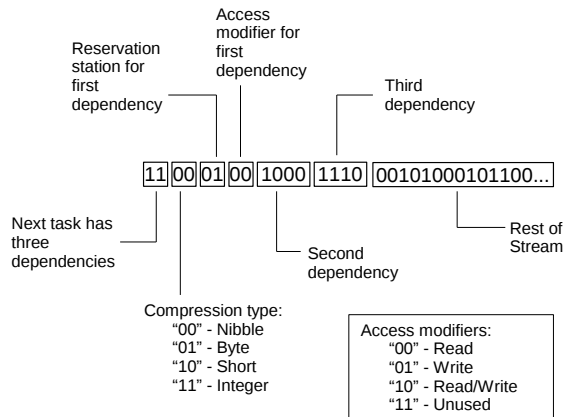 Access
modifier for
first
dependency
Reservation
station for
first
dependency
Third
dependency
11 00 01 00 1000 1110 00101000101100...
Next task has
three
dependencies
Second
dependency
Rest of
Stream
Compression type:
“00” - Nibble
“01” - Byte
“10” - Short
“11” - Integer
Access modifiers:
“00” - Read
“01” - Write
“10” - Read/Write
“11” - Unused